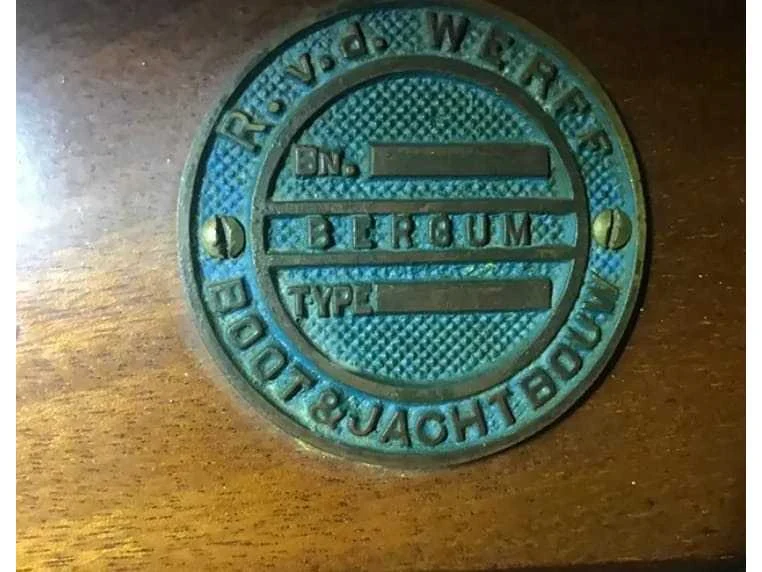 R. v. d. WERFF
BN.
BERGUM
TYPE
BOOT & JACHTBOUW